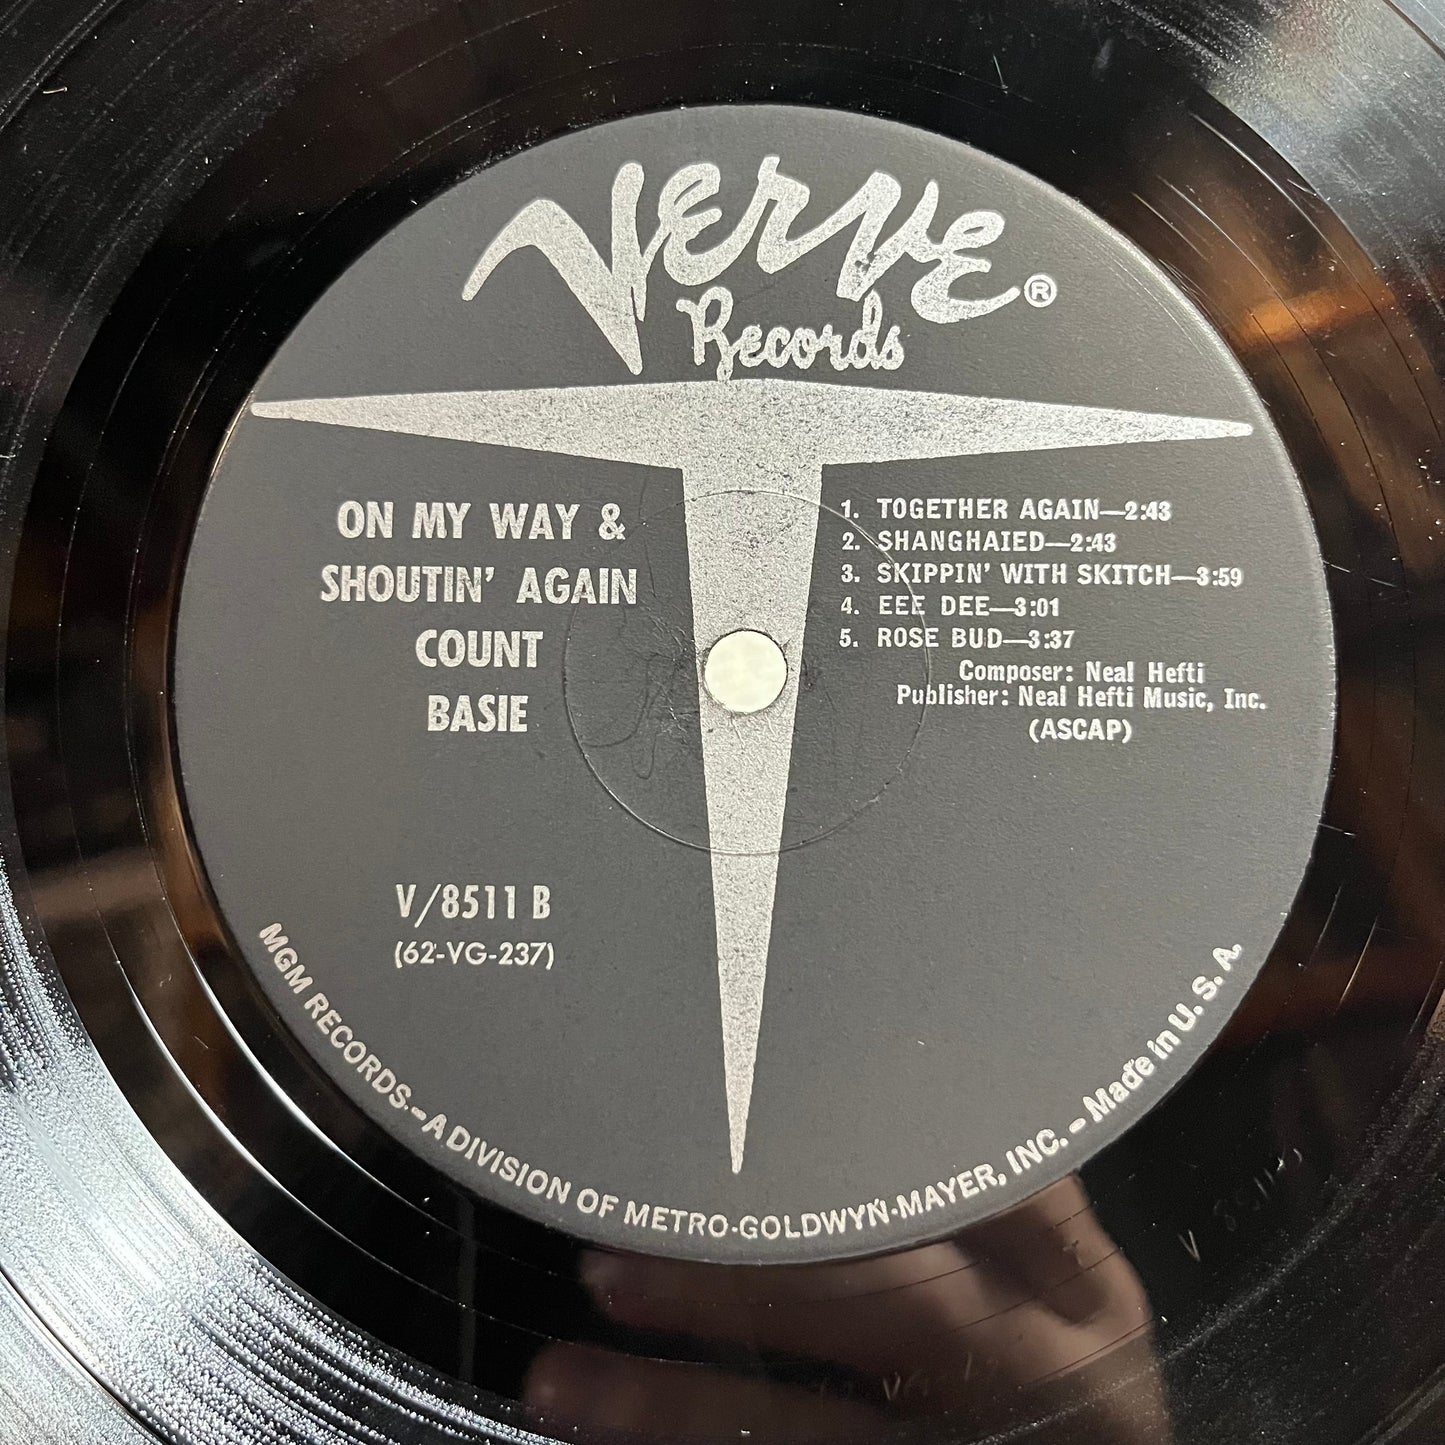 Verve®
Records
ON MY WAY &
SHOUTIN' AGAIN
COUNT
BASIE
1. TOGETHER AGAIN—2:43
2. SHANGHAIED—2:43
3. SKIPPIN' WITH SKITCH—3:59
4. EEE DEE—3:01
5. ROSE BUD—3:37
Composer: Neal Hefti
Publisher: Neal Hefti Music, Inc.
(ASCAP)
V/8511 B
(62-VG-237)
MGM RECORDS.–A DIVISION OF METRO-GOLDWYN-MAYER, INC. – Made in U. S. A.